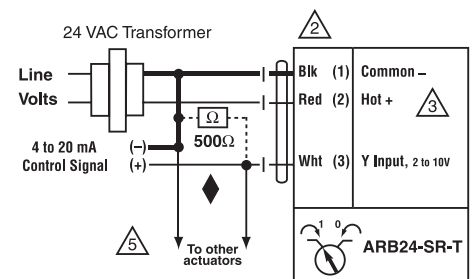 24 VAC Transformer
2
Line
Volts
Blk (1) Common –
Red (2) Hot +
3
Ω
500Ω
4 to 20 mA
Control Signal
(–)
(+)
Wht (3) Y Input, 2 to 10V
5
To other
actuators
1 0
ARB24-SR-T